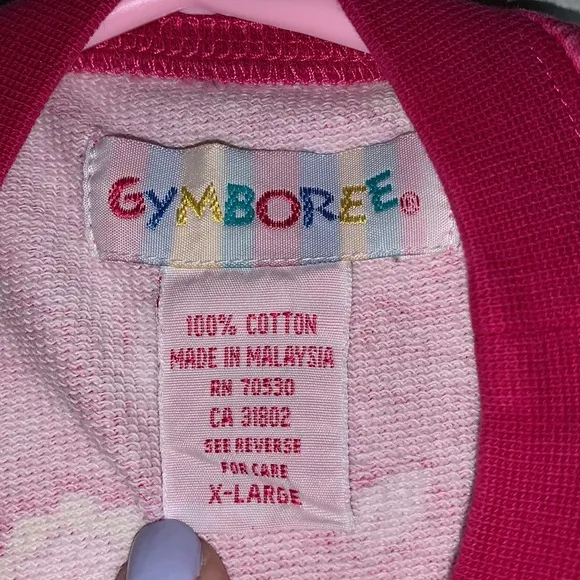 GYMBOREE®
100% COTTON
MADE IN MALAYSIA
RN 70530
CA 31802
SEE REVERSE
FOR CARE
X-LARGE